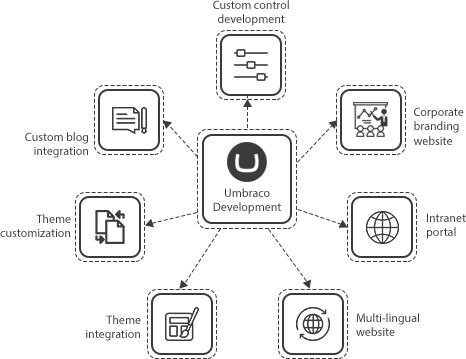 Custom control
development
Custom blog
integration
Corporate
branding
website
Umbraco
Development
Theme
customization
Intranet
portal
Theme
integration
Multi-lingual
website